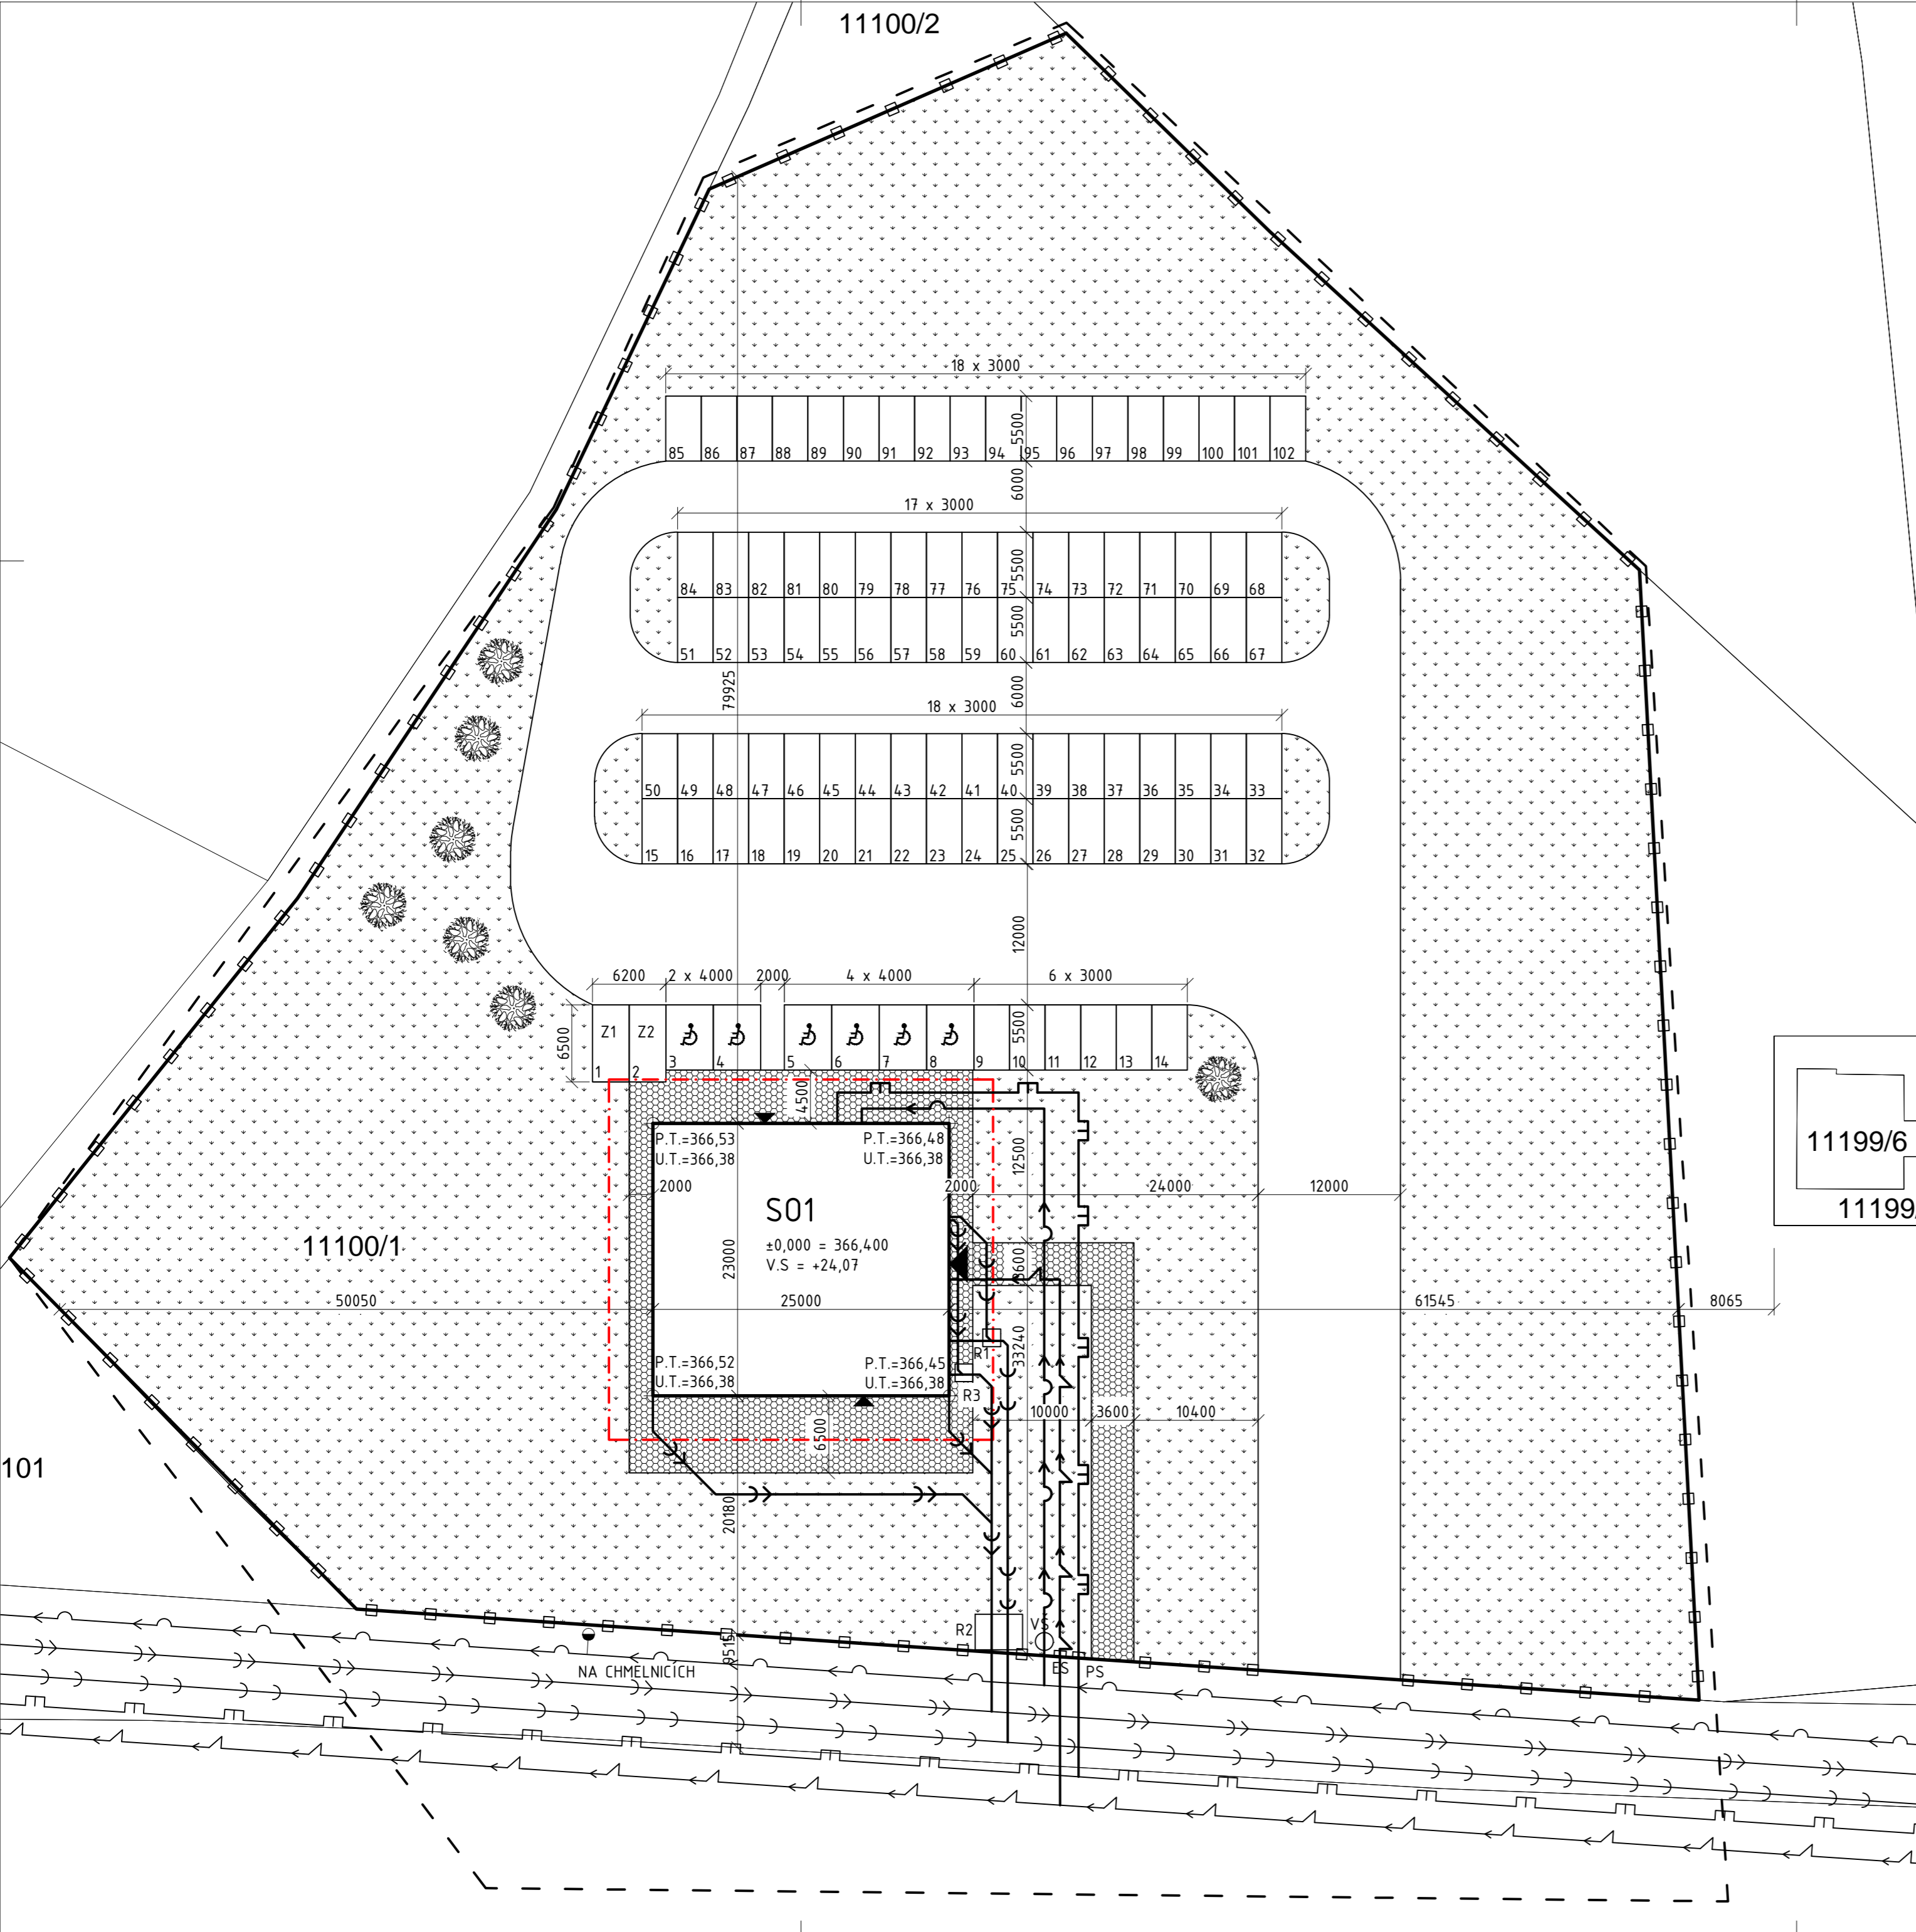 11100/2
18 x 3000
5500
85 86 87 88 89 90 91 92 93 94 95 96 97 98 99 100 101 102
6000
17 x 3000
5500
84 83 82 81 80 79 78 77 76 75 74 73 72 71 70 69 68
5500
51 52 53 54 55 56 57 58 59 60 61 62 63 64 65 66 67
79925
6000
18 x 3000
5500
50 49 48 47 46 45 44 43 42 41 40 39 38 37 36 35 34 33
5500
15 16 17 18 19 20 21 22 23 24 25 26 27 28 29 30 31 32
12000
6200 2 x 4000 2000 4 x 4000 6 x 3000
6500
Z1 Z2
5500
1 2 3 4 5 6 7 8 9 10 11 12 13 14
4500
P.T.=366,53 P.T.=366,48
U.T.=366,38 U.T.=366,38
12500
11199/6
2000 2000 24000 12000
S01
11199/
11100/1
±0,000 = 366,400
V.S = +24,07
23000
3600
50050 25000 61545 8065
33240
R1
P.T.=366,52 P.T.=366,45
U.T.=366,38 U.T.=366,38
R3
10000 3600 10400
6500
101
20180
R2 VŠ
9515
NA CHMELNICÍCH
ES PS